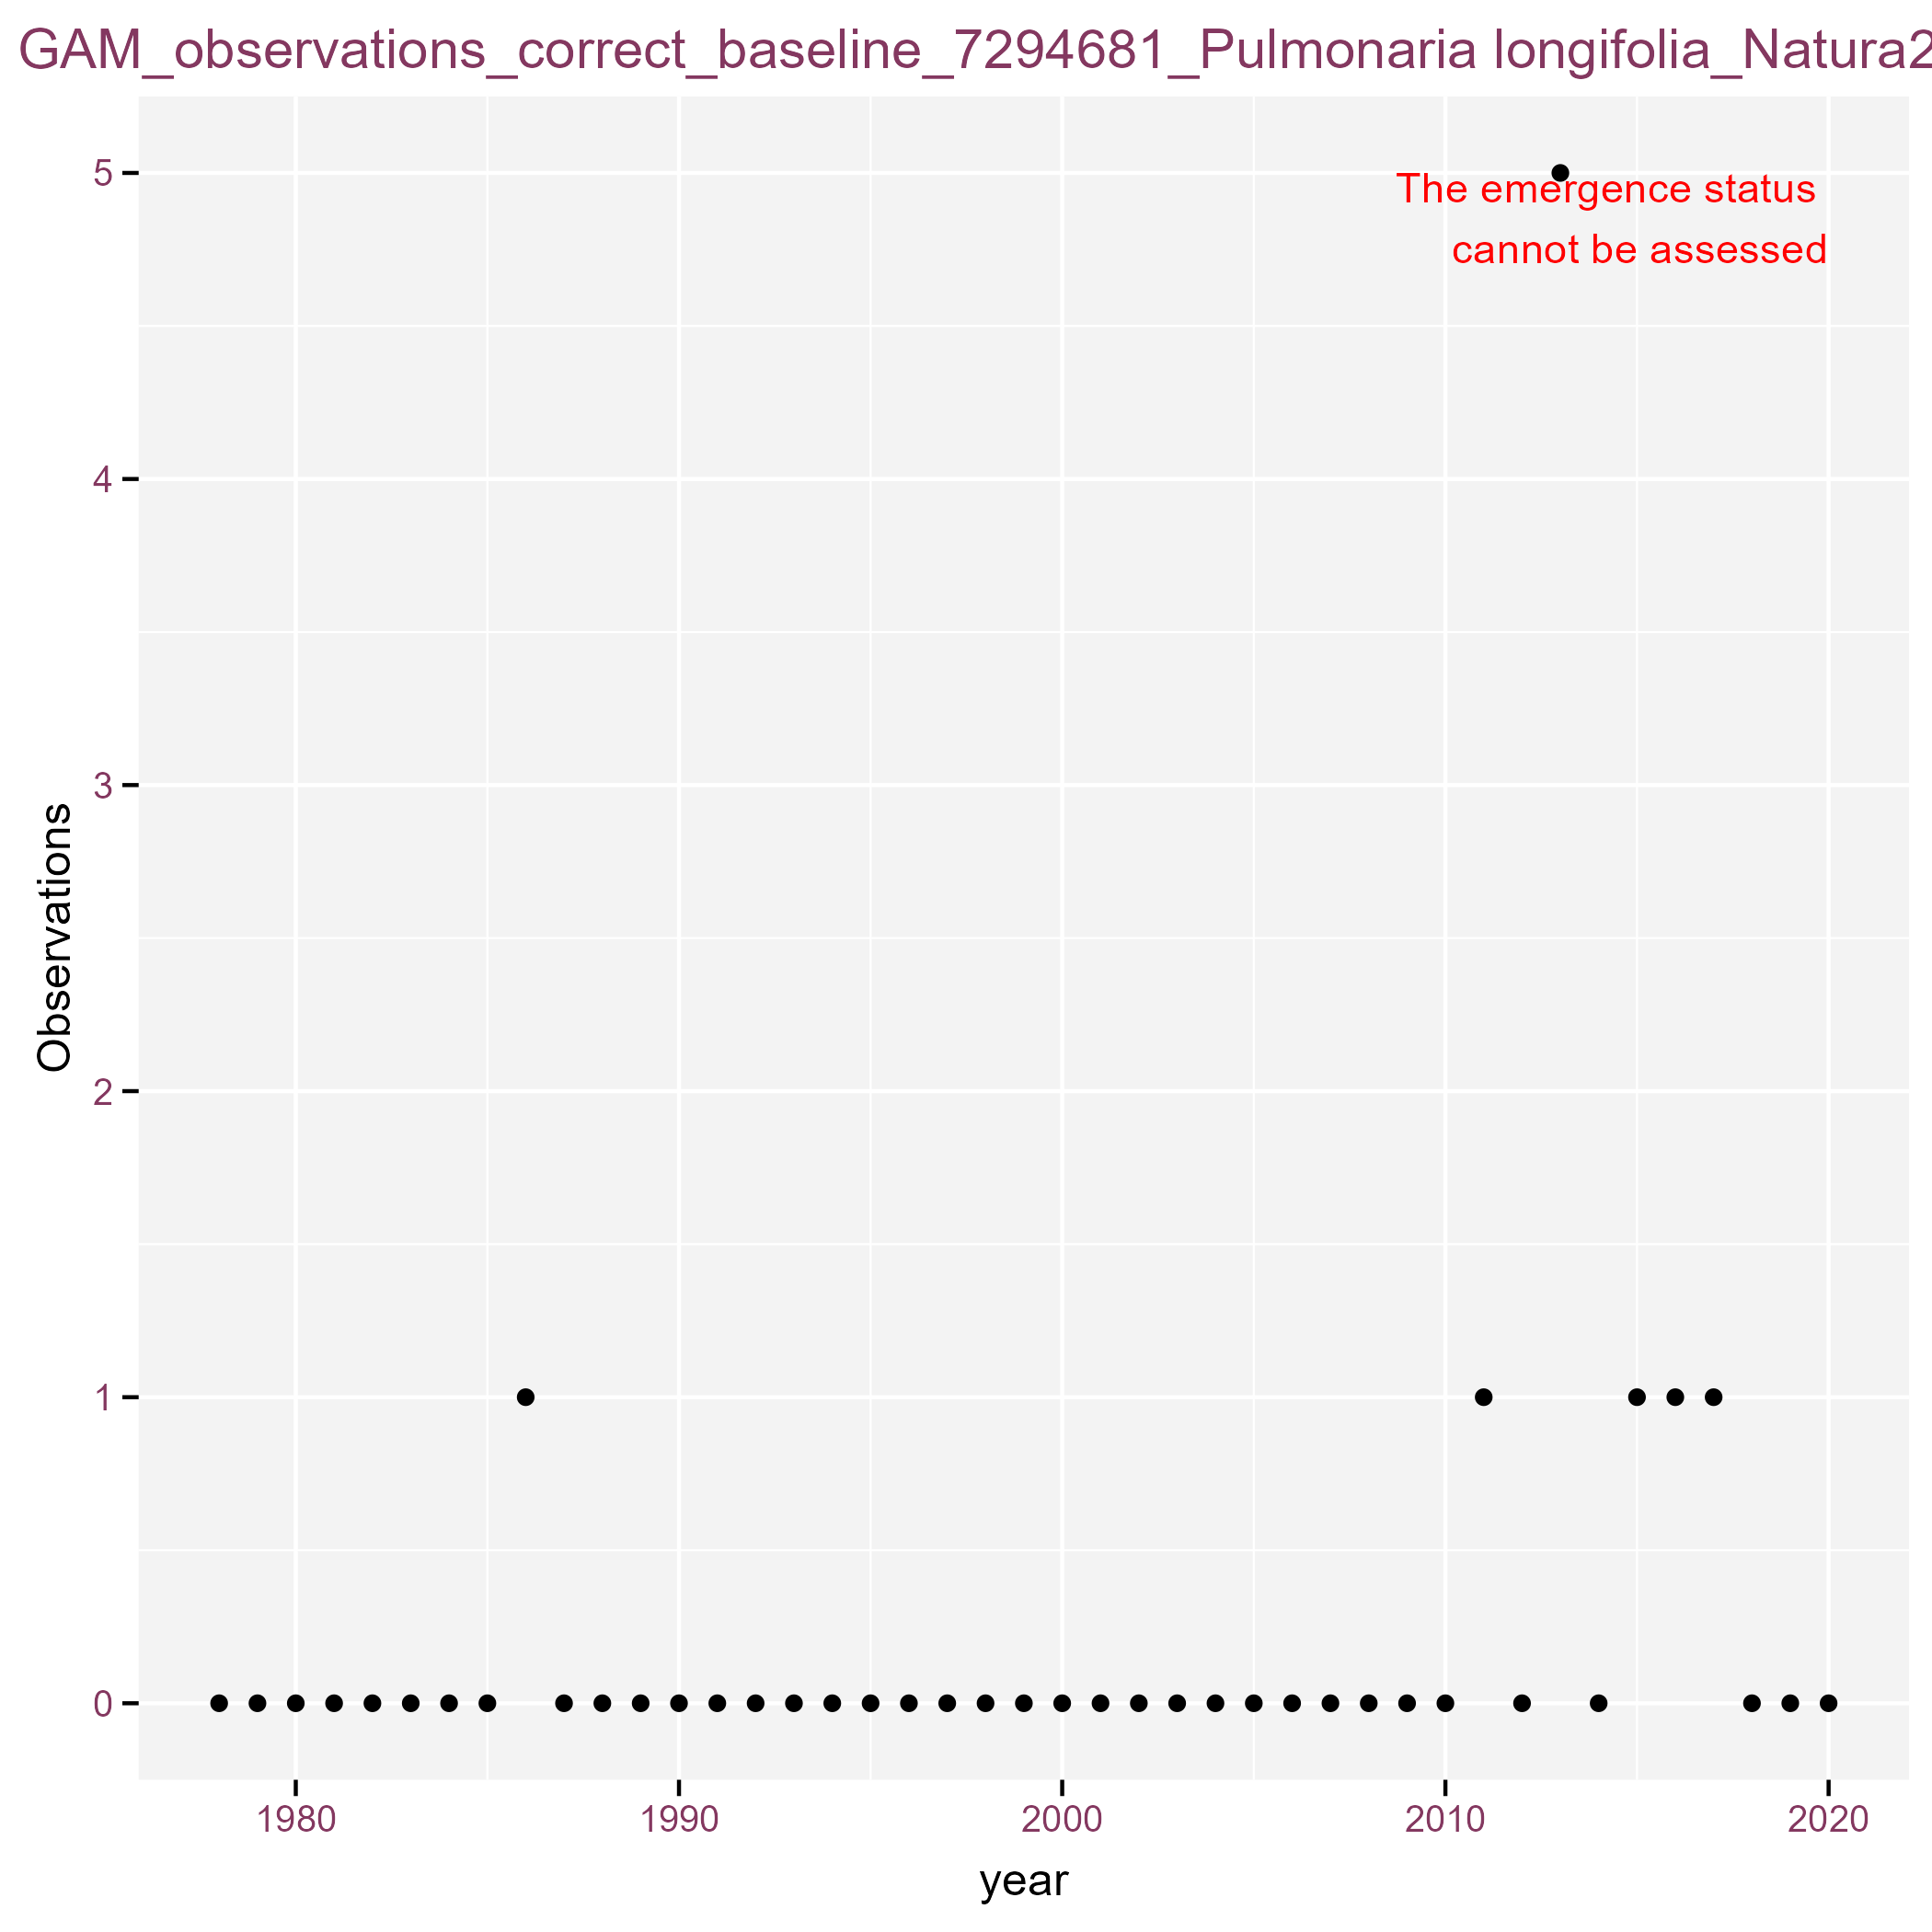 GAM_observations_correct_baseline_7294681_Pulmonaria longifolia_Natura2
5
The emergence status
cannot be assessed
4
3
Observations
2
1
0
1980 1990 2000 2010 2020
year